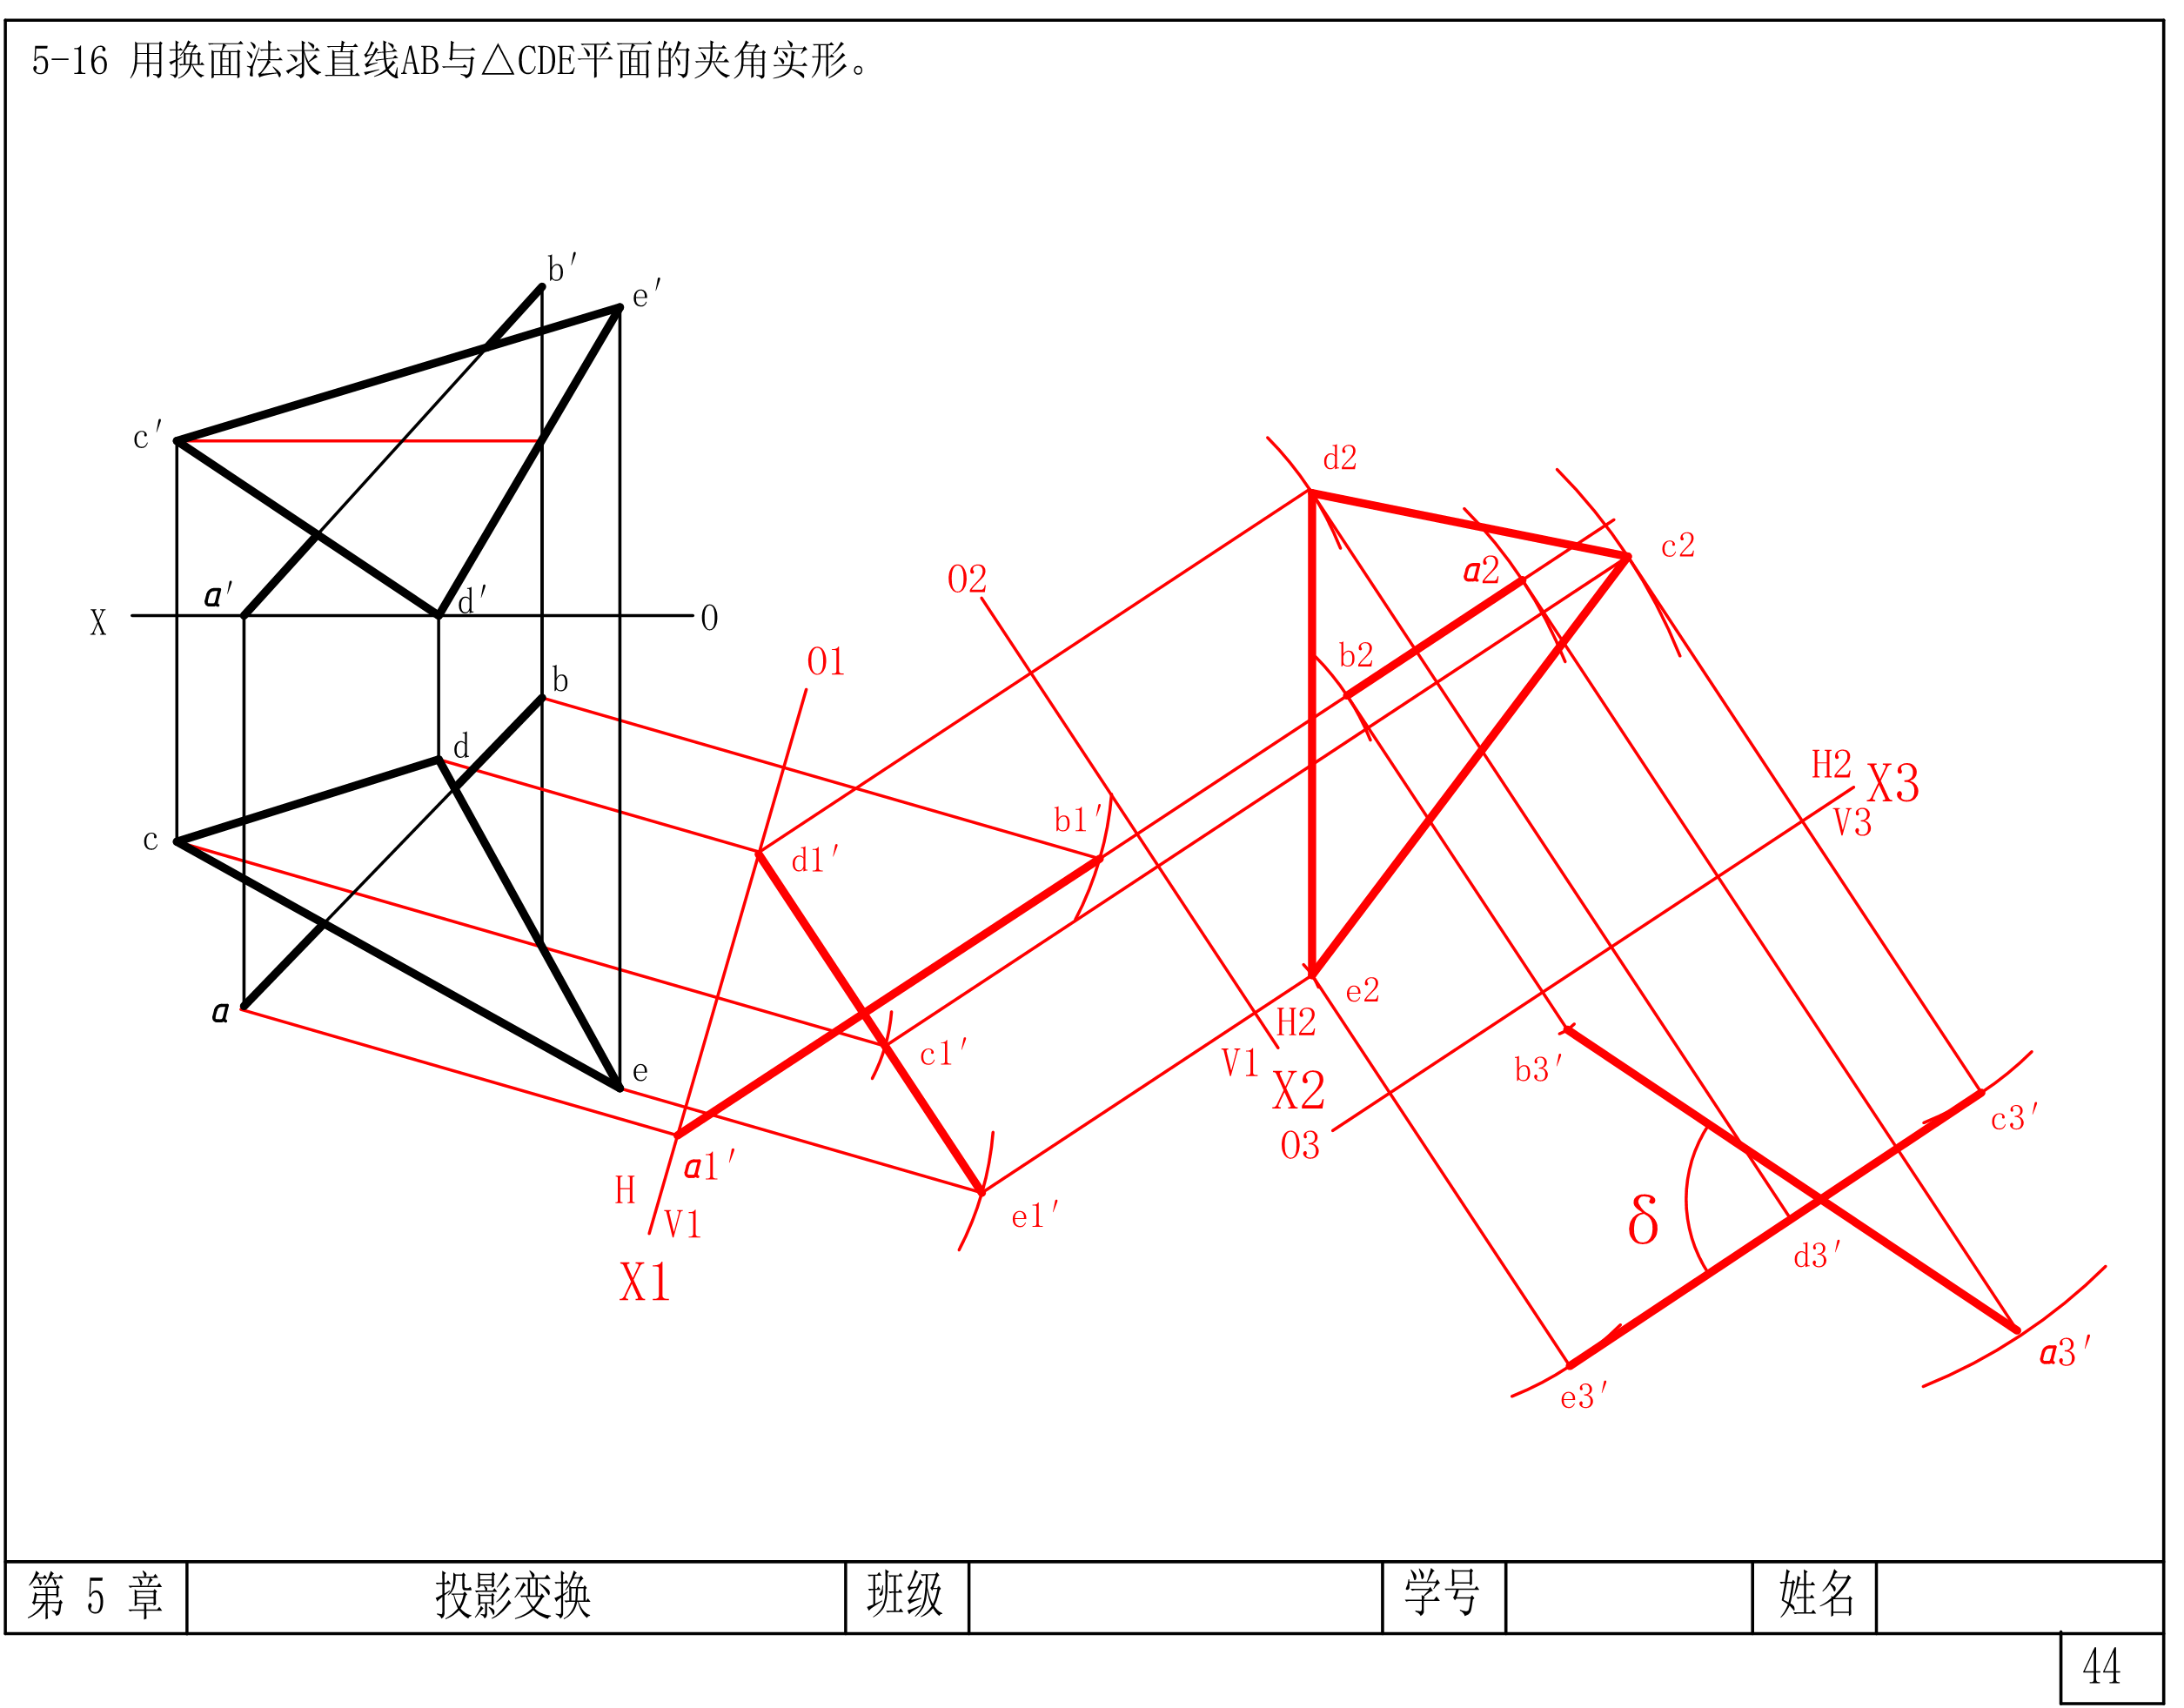 5-16 用换面法求直线AB与△CDE平面的夹角实形。
b′
e′
c′
a′
d′
X
O
b
d
c
a
e
O1
d1′
b1′
c1′
a1′
e1′
H
V1
X1
O2
d2
c2
a2
b2
e2
H2
V1
X2
O3
H2
X3
V3
b3′
c3′
δ
d3′
a3′
e3′
第 5 章 投影变换 班级 学号 姓名
44